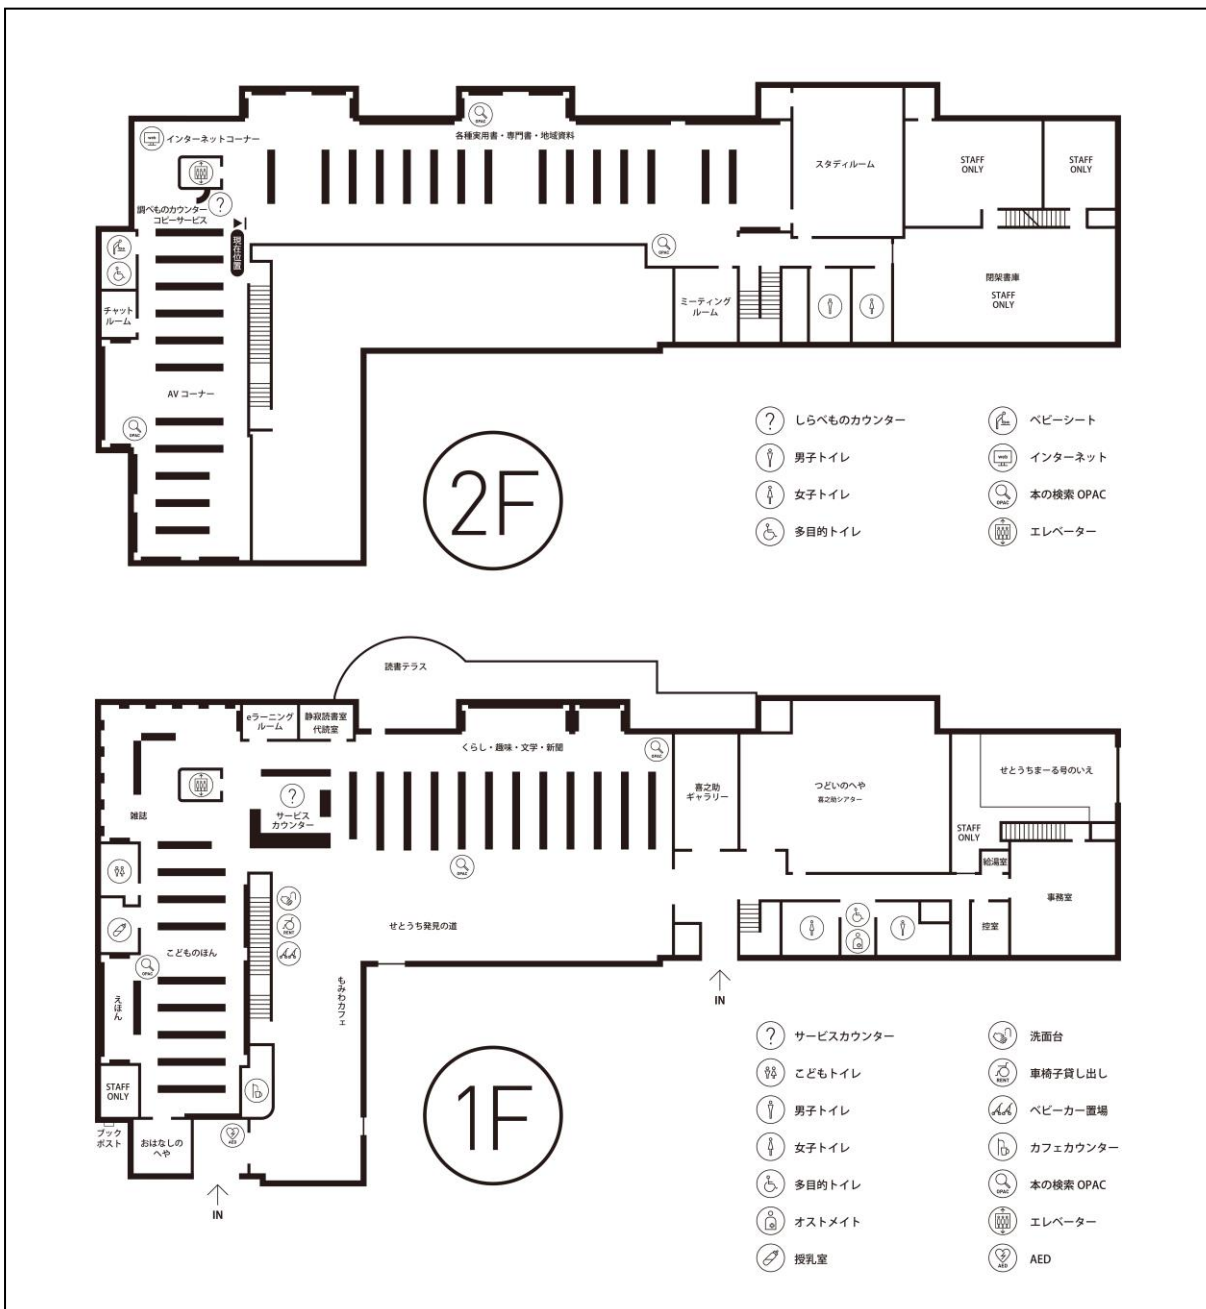 OPAC
web
インターネットコーナー
各種実用書・専門書・地域資料
スタディルーム
STAFF
ONLY
STAFF
ONLY
調べものカウンター
コピーサービス
?
現在位置
OPAC
チャット
ルーム
ミーティング
ルーム
閉架書庫
STAFF
ONLY
AV コーナー
OPAC
2F
? しらべものカウンター
男子トイレ
女子トイレ
多目的トイレ
ベビーシート
web インターネット
OPAC 本の検索 OPAC
エレベーター
読書テラス
eラーニング
ルーム
静寂読書室
代読室
くらし・趣味・文学・新聞
OPAC
喜之助
ギャラリー
つどいのへや
喜之助シアター
せとうちまーる号のいえ
雑誌
?
サービス
カウンター
STAFF
ONLY
給湯室
OPAC
事務室
こどものほん
OPAC
RENT
せとうち発見の道
控室
えほん
もみわカフェ
IN
STAFF
ONLY
ブック
ポスト
おはなしの
へや
AED
IN
1F
? サービスカウンター
こどもトイレ
男子トイレ
女子トイレ
多目的トイレ
オストメイト
授乳室
洗面台
RENT 車椅子貸し出し
ベビーカー置場
カフェカウンター
OPAC 本の検索 OPAC
エレベーター
AED AED